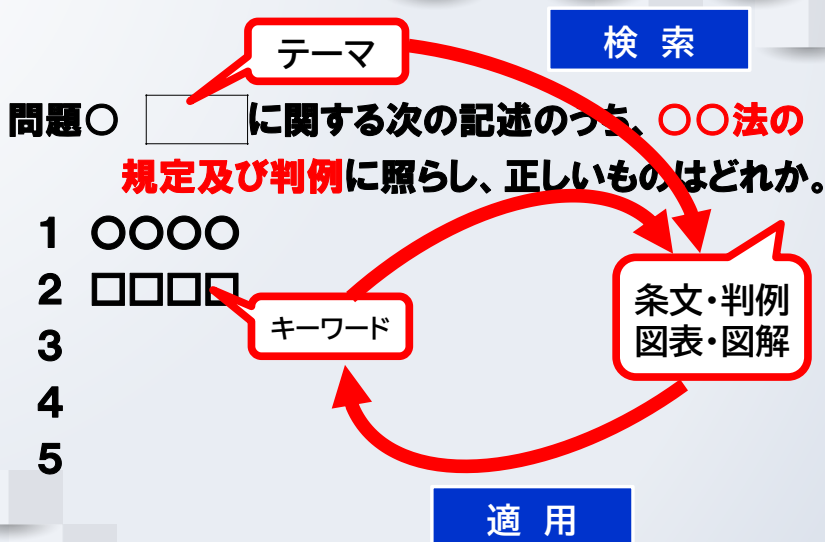 検 索
テーマ
問題○ に関する次の記述のうち、○○法の
規定及び判例に照らし、正しいものはどれか。
1 ○○○○
2 □□□□
キーワード
条文・判例
図表・図解
3
4
5
適 用